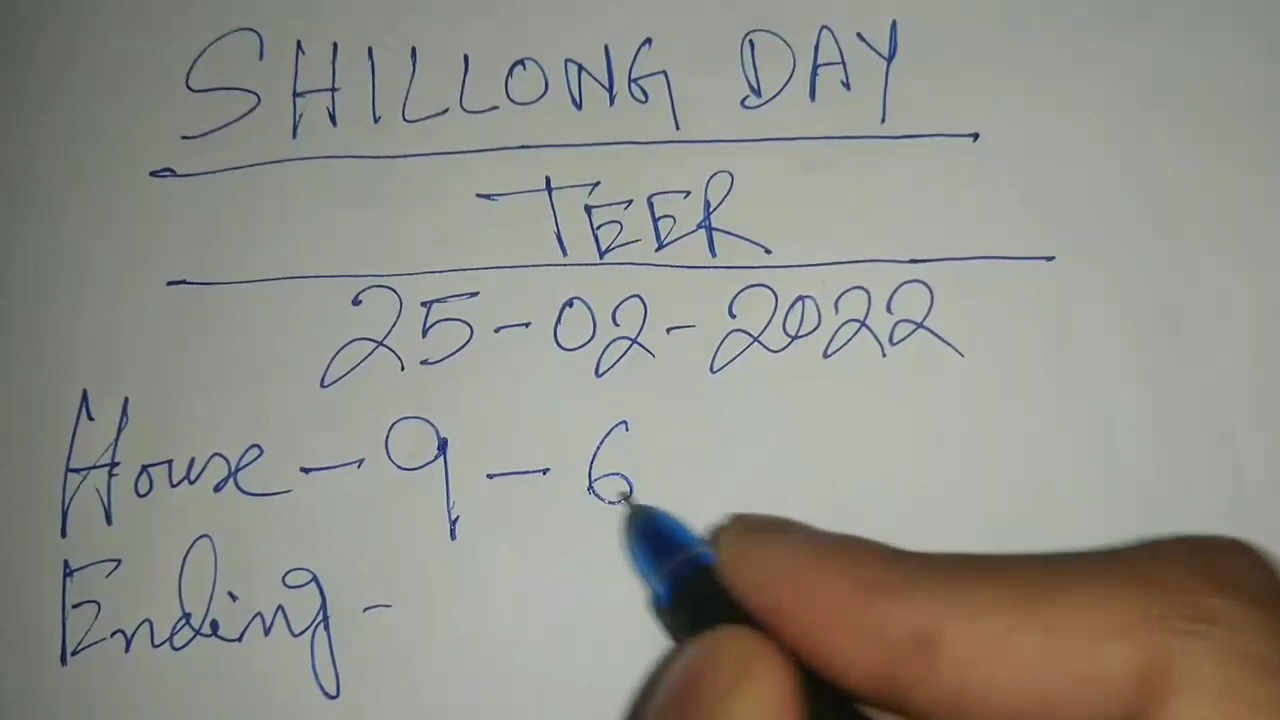 SHILLONG DAY
TEER
25-02-2022
House - 9 - 6
Ending -